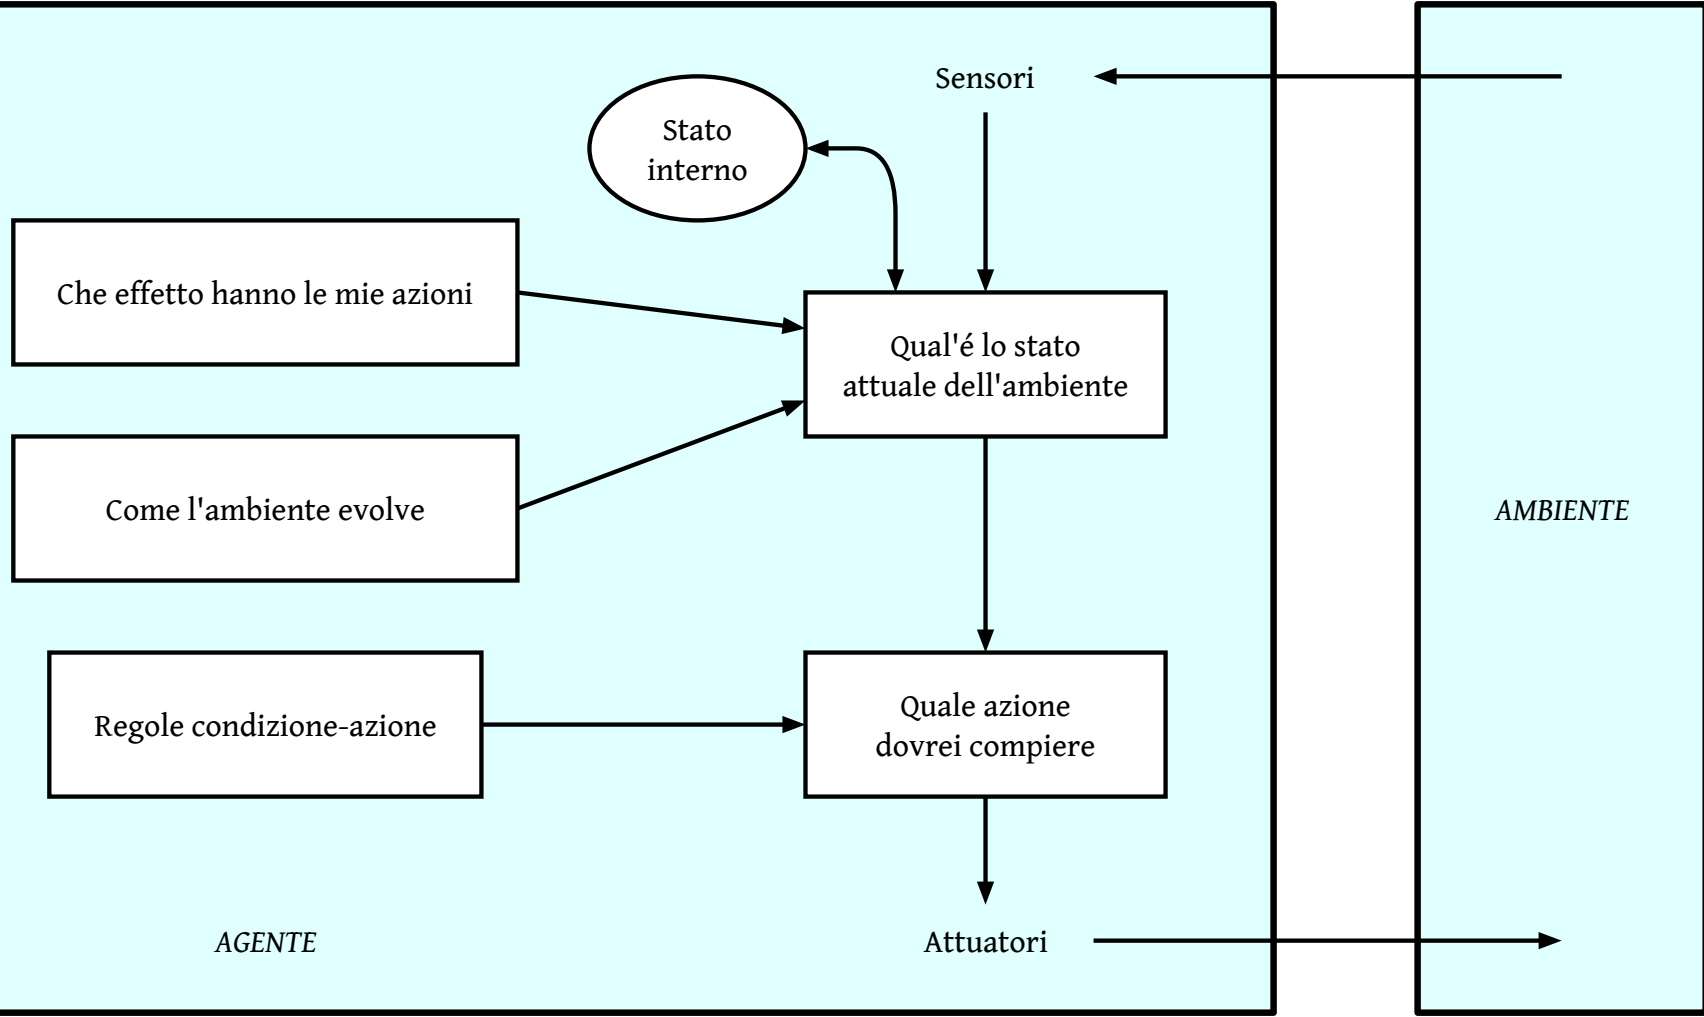 Sensori
Stato
interno
Che effetto hanno le mie azioni
Qual'é lo stato
attuale dell'ambiente
Come l'ambiente evolve
AMBIENTE
Regole condizione-azione
Quale azione
dovrei compiere
AGENTE
Attuatori